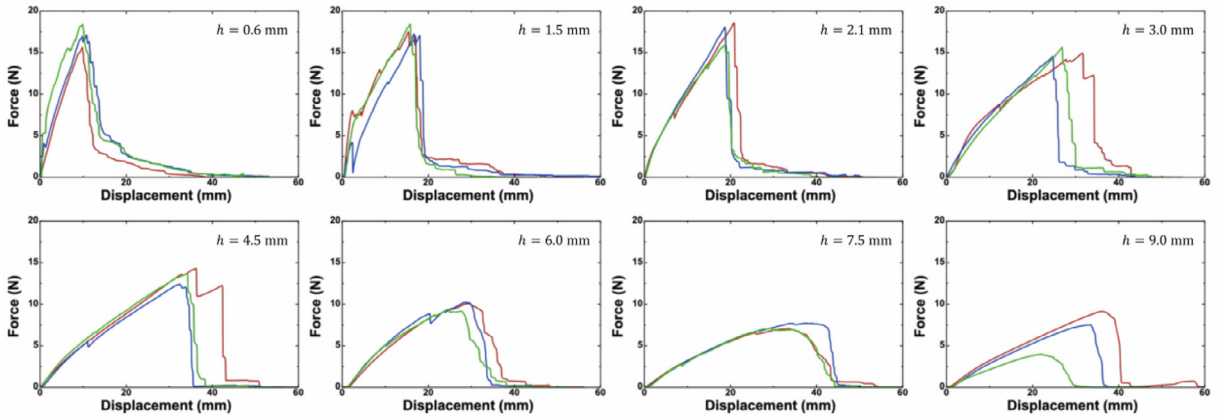 20
15
10
5
0
Force (N)
h = 0.6 mm
0 20 40 60
Displacement (mm)
20
15
10
5
0
Force (N)
h = 1.5 mm
0 20 40 60
Displacement (mm)
20
15
10
5
0
Force (N)
h = 2.1 mm
0 20 40 60
Displacement (mm)
20
15
10
5
0
Force (N)
h = 3.0 mm
0 20 40 60
Displacement (mm)
20
15
10
5
0
Force (N)
h = 4.5 mm
0 20 40 60
Displacement (mm)
20
15
10
5
0
Force (N)
h = 6.0 mm
0 20 40 60
Displacement (mm)
20
15
10
5
0
Force (N)
h = 7.5 mm
0 20 40 60
Displacement (mm)
20
15
10
5
0
Force (N)
h = 9.0 mm
0 10 20 30 40 50 60
Displacement (mm)